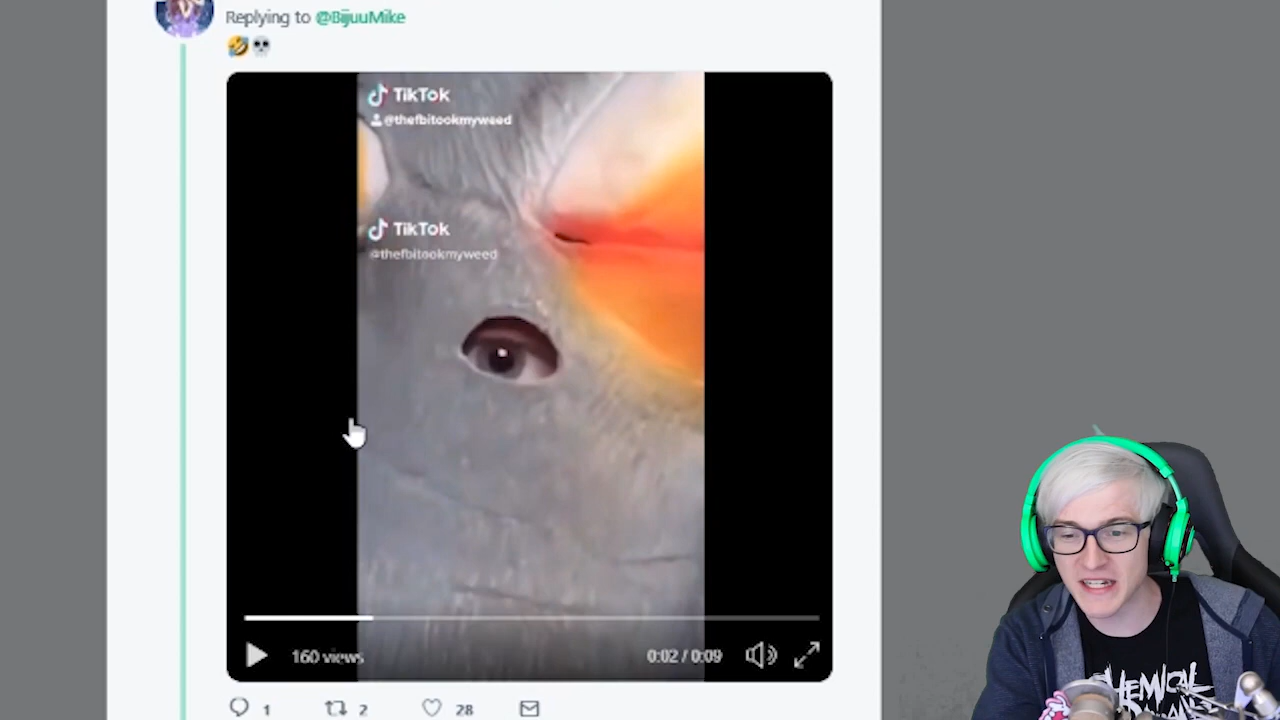 Replying to @BijuuMike
TikTok
@thefbitookmyweed
TikTok
@thefbitookmyweed
160 views
0:02 / 0:09
1
2
28